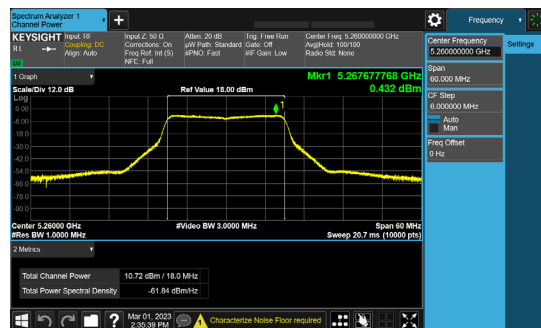 Spectrum Analyzer 1
Channel Power
Frequency
KEYSIGHT
RL
Input: RF
Coupling: DC
Align: Auto
Input Z: 50 Ω
Corrections: On
Freq Ref: Int (S)
NFE: Full
Atten: 20 dB
µW Path: Standard
#PNO: Fast
Trig: Free Run
Gate: Off
#IF Gain: Low
Center Freq: 5.260000000 GHz
Avg|Hold: 100/100
Radio Std: None
LW
1 Graph
Scale/Div 12.0 dB
Ref Value 18.00 dBm
Mkr1 5.267677768 GHz
0.432 dBm
Log
6.00
-6.00
-18.0
-30.0
-42.0
-54.0
-66.0
-78.0
-90.0
1
Center 5.26000 GHz
#Res BW 1.0000 MHz
#Video BW 3.0000 MHz
Span 60 MHz
Sweep 20.7 ms (10000 pts)
2 Metrics
Total Channel Power 10.72 dBm / 18.0 MHz
Total Power Spectral Density -61.84 dBm/Hz
Center Frequency
5.260000000 GHz
Settings
Span
60.000 MHz
CF Step
6.000000 MHz
Auto
Man
Freq Offset
0 Hz
Mar 01, 2023
2:35:39 PM
Characterize Noise Floor required